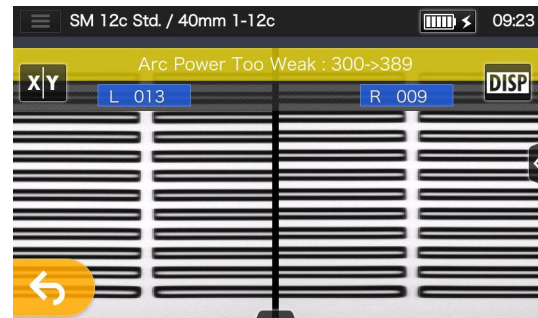 SM 12c Std. / 40mm 1-12c
09:23
Arc Power Too Weak : 300->389
X|Y
DISP
L 013
R 009